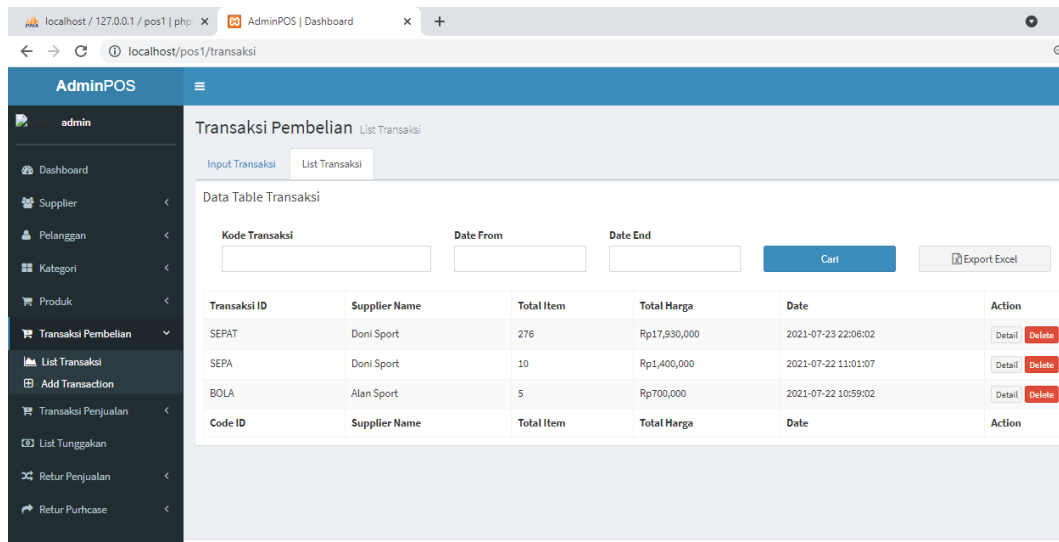 localhost / 127.0.0.1 / pos1 | php
AdminPOS | Dashboard
localhost/pos1/transaksi
AdminPOS
admin
Dashboard
Supplier
Pelanggan
Kategori
Produk
Transaksi Pembelian
List Transaksi
Add Transaction
Transaksi Penjualan
List Tunggakan
Retur Penjualan
Retur Purhcase
Transaksi Pembelian List Transaksi
Input Transaksi List Transaksi
Data Table Transaksi
Kode Transaksi Date From Date End
Cari Export Excel
Transaksi ID Supplier Name Total Item Total Harga Date Action
SEPAT Doni Sport 276 Rp17,930,000 2021-07-23 22:06:02 Detail Delete
SEPA Doni Sport 10 Rp1,400,000 2021-07-22 11:01:07 Detail Delete
BOLA Alan Sport 5 Rp700,000 2021-07-22 10:59:02 Detail Delete
Code ID Supplier Name Total Item Total Harga Date Action